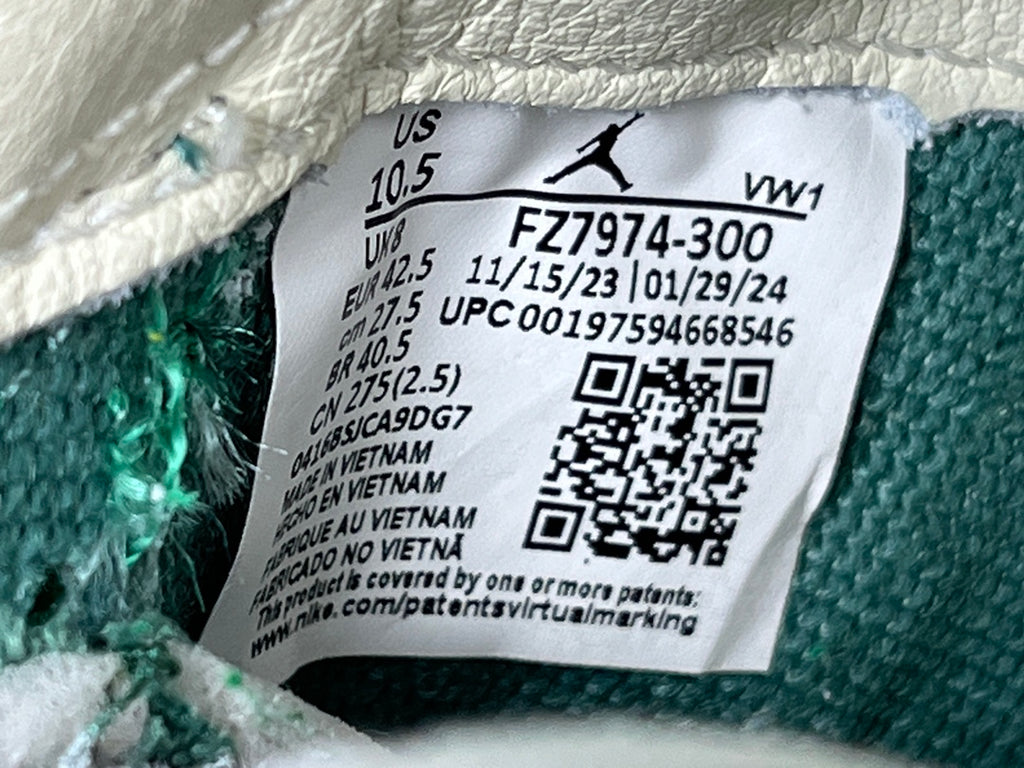 US
10.5
VW1
UK 8
EUR 42.5
cm 27.5
BR 40.5
CN 275(2.5)
04168SJCA9DG7
MADE IN VIETNAM
HECHO EN VIETNAM
FABRIQUE AU VIETNAM
FABRICADO NO VIETNÃ
FZ7974-300
11/15/23 | 01/29/24
UPC 00197594668546
This product is covered by one or more patents:
www.nike.com/patentsvirtualmarking